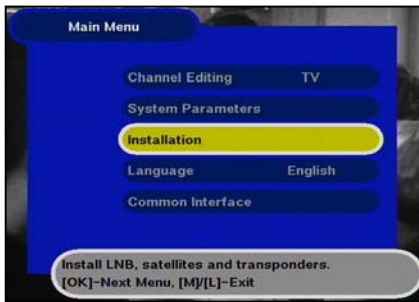 Main Menu
Channel Editing TV
System Parameters
Installation
Language English
Common Interface
Install LNB, satellites and transponders.
[OK]-Next Menu, [M]/[L]-Exit